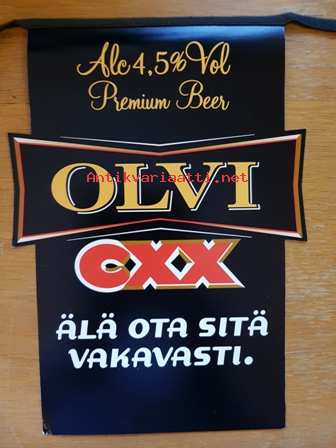 Alc 4,5% Vol
Premium Beer
OLVI
Antikvariaatti.net
CXX
ÄLÄ OTA SITÄ
VAKAVASTI.